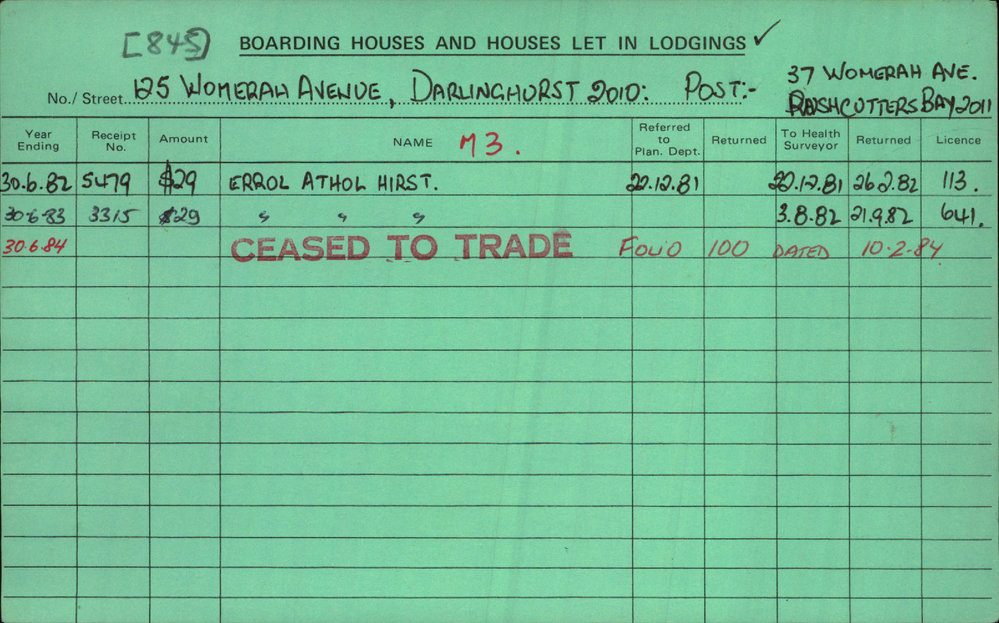 [845]
BOARDING HOUSES AND HOUSES LET IN LODGINGS ✓
No./ Street 125 WOMERAH AVENUE, DARLINGHURST 2010: POST:- 37 WOMERAH AVE.
RUSHCUTTERS BAY 2011
Year Ending Receipt No. Amount NAME M3. Referred to Plan. Dept. Returned To Health Surveyor Returned Licence
30.6.82 5479 $29 ERROL ATHOL HIRST. 22.12.81 22.12.81 26.2.82 113.
30.6.83 3315 $29 " " " 3.8.82 21.9.82 641.
30.6.84 CEASED TO TRADE FOLIO 100 DATED 10.2.84